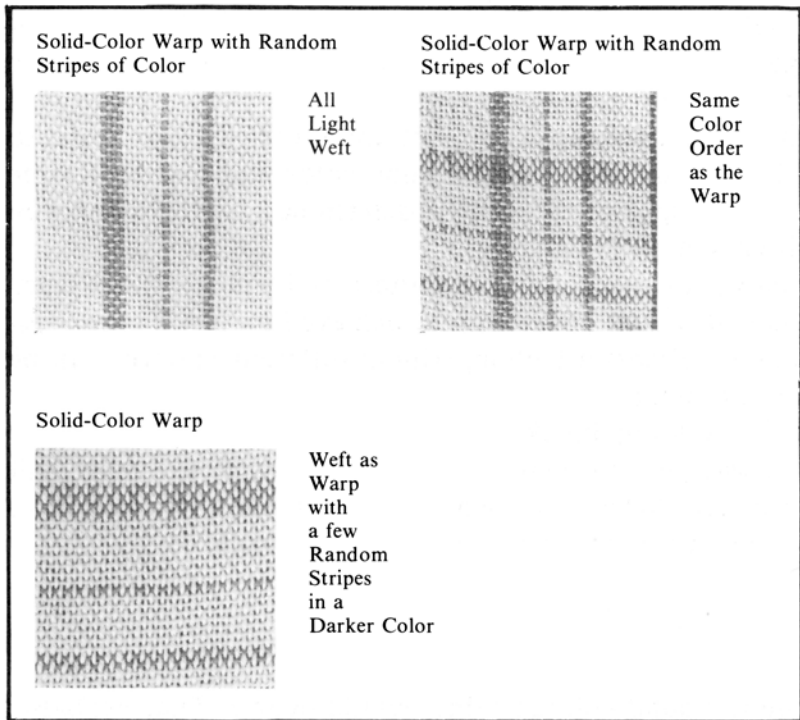 Solid-Color Warp with Random
Stripes of Color
All
Light
Weft
Solid-Color Warp with Random
Stripes of Color
Same
Color
Order
as the
Warp
Solid-Color Warp
Weft as
Warp
with
a few
Random
Stripes
in a
Darker Color